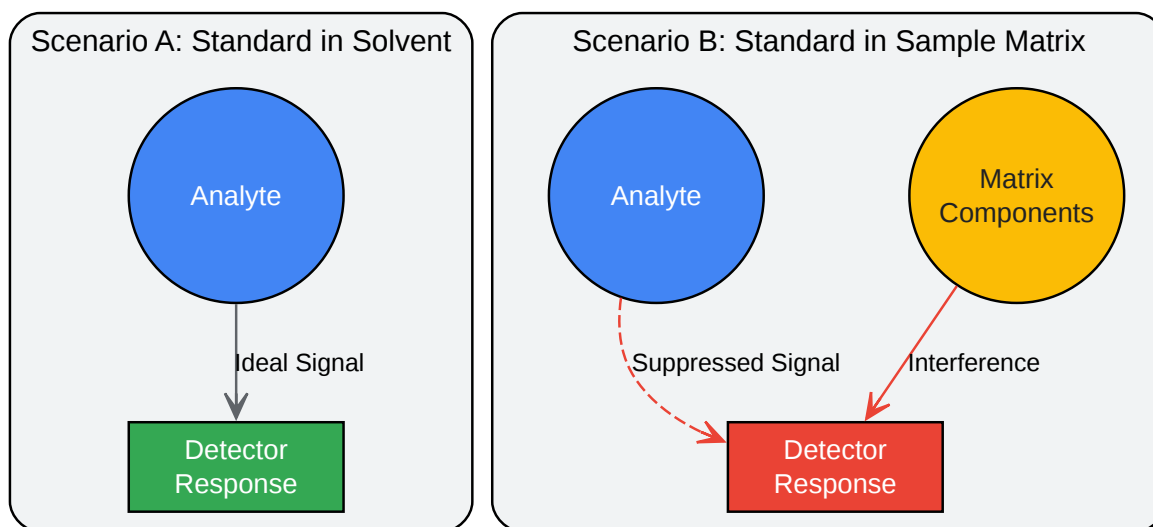 Scenario A: Standard in Solvent
Analyte
Ideal Signal
Detector
Response
Scenario B: Standard in Sample Matrix
Analyte
Matrix
Components
Suppressed Signal
Interference
Detector
Response